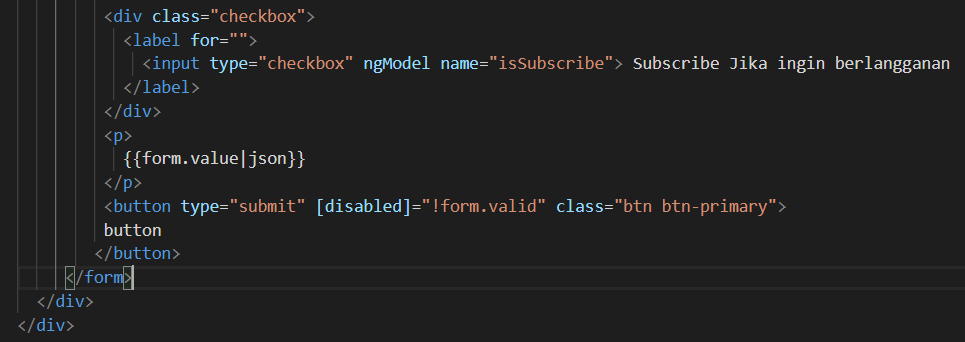 <div class="checkbox">
<label for="">
<input type="checkbox" ngModel name="isSubscribe"> Subscribe Jika ingin berlangganan
</label>
</div>
<p>
{{form.value|json}}
</p>
<button type="submit" [disabled]="!form.valid" class="btn btn-primary">
button
</button>
</form>
</div>
</div>